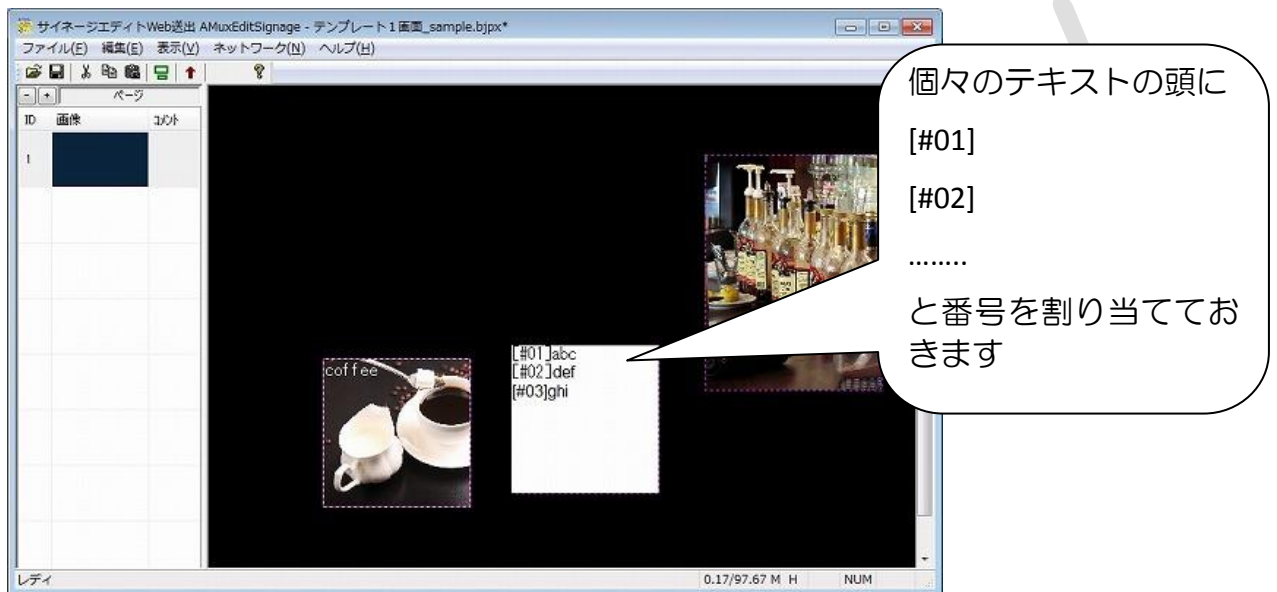 サイネージエディトWeb送出 AMuxEditSignage - テンプレート1画面_sample.bjpx*
ファイル(F) 編集(E) 表示(V) ネットワーク(N) ヘルプ(H)
- + ページ
ID 画像 コメント
1
coffee
[#01]abc
[#02]def
[#03]ghi
個々のテキストの頭に
[#01]
[#02]
........
と番号を割り当ててお
きます
レディ 0.17/97.67 M H NUM